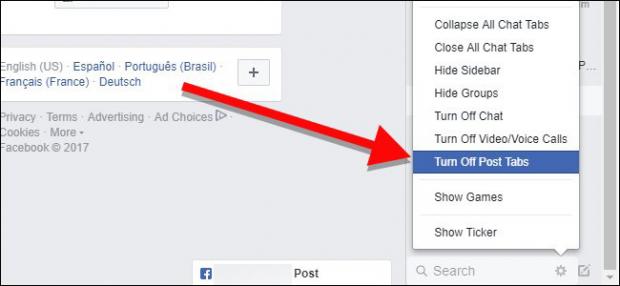 English (US) · Español · Português (Brasil) ·
Français (France) · Deutsch
Privacy · Terms · Advertising · Ad Choices ·
Cookies · More
Facebook © 2017
Collapse All Chat Tabs
Close All Chat Tabs
Hide Sidebar
Hide Groups
Turn Off Chat
Turn Off Video/Voice Calls
Turn Off Post Tabs
Show Games
Show Ticker
P...
Post
Search